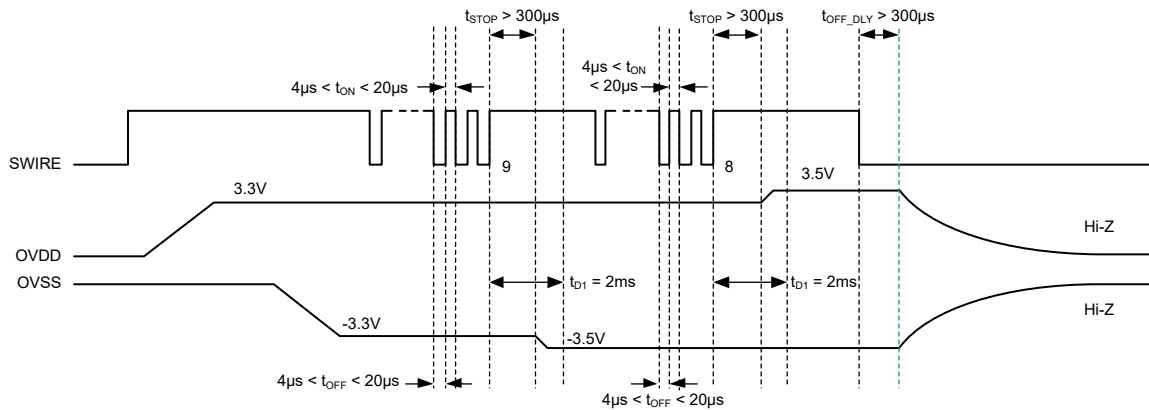 tSTOP > 300µs
tSTOP > 300µs
tOFF_DLY > 300µs
4µs < tON < 20µs
4µs < tON
< 20µs
SWIRE
9
8
3.3V
3.5V
OVDD
Hi-Z
OVSS
tD1 = 2ms
tD1 = 2ms
Hi-Z
-3.3V
-3.5V
4µs < tOFF < 20µs
4µs < tOFF < 20µs